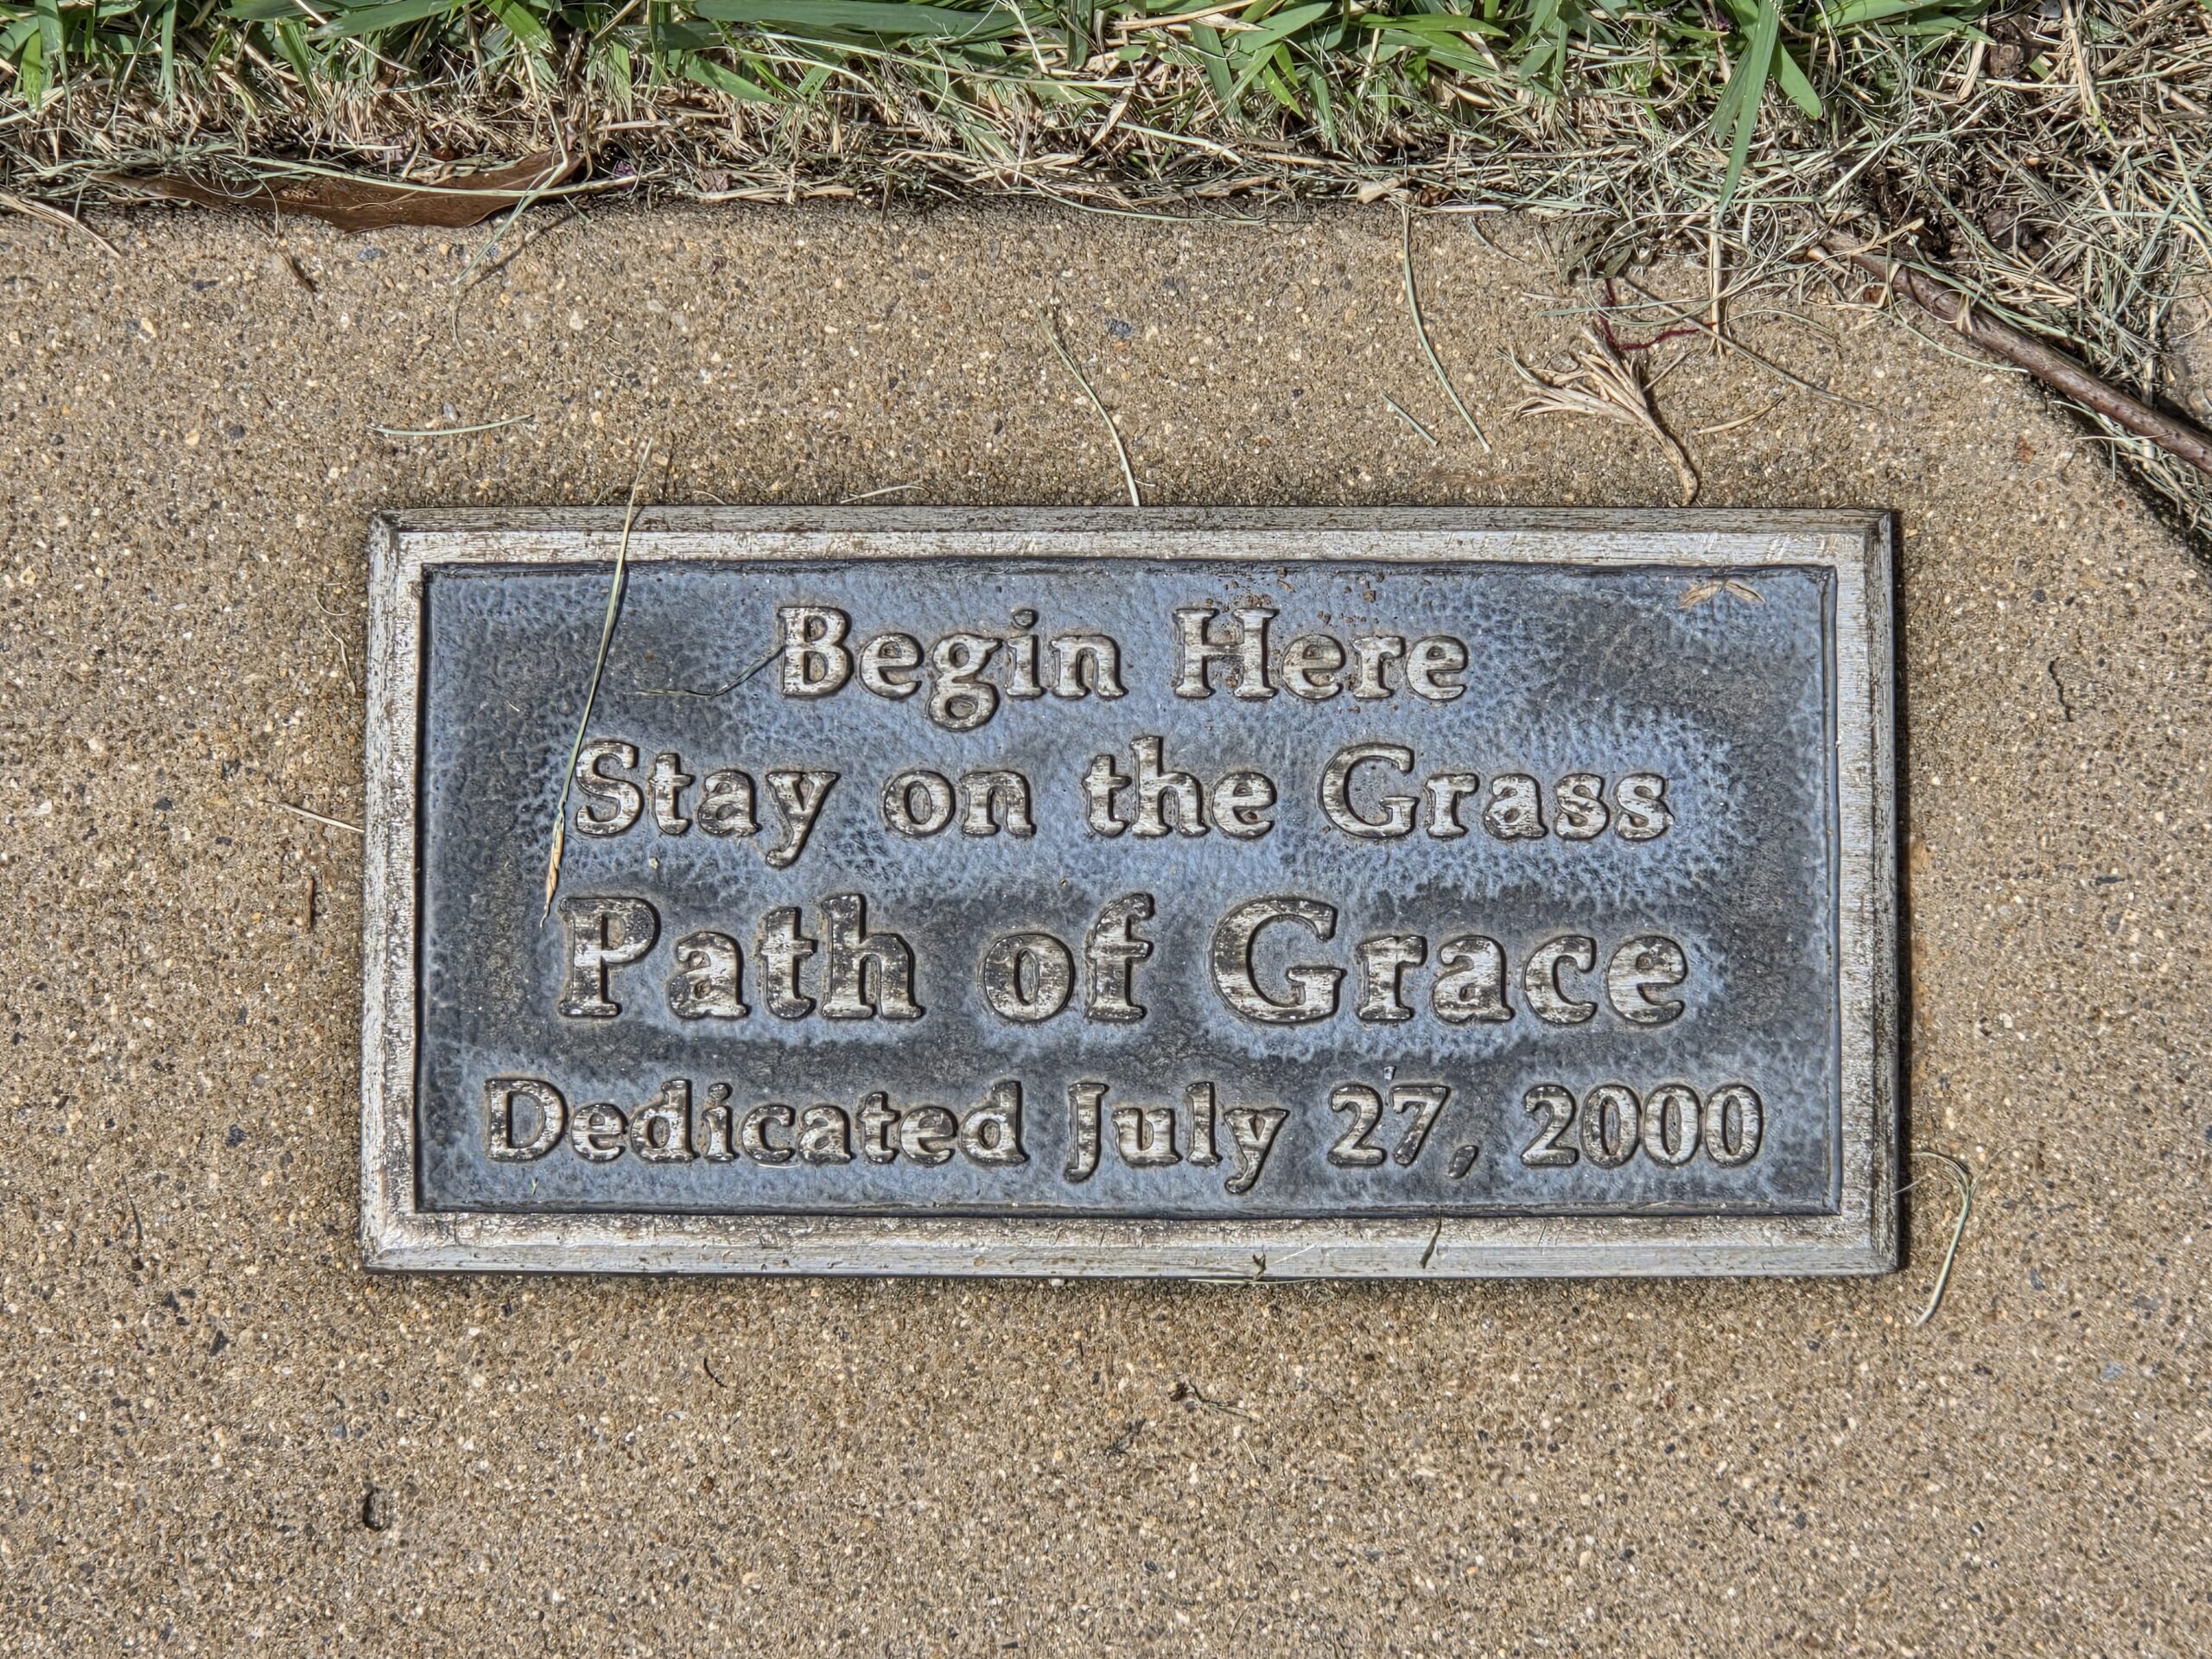 Begin Here
Stay on the Grass
Path of Grace
Dedicated July 27, 2000